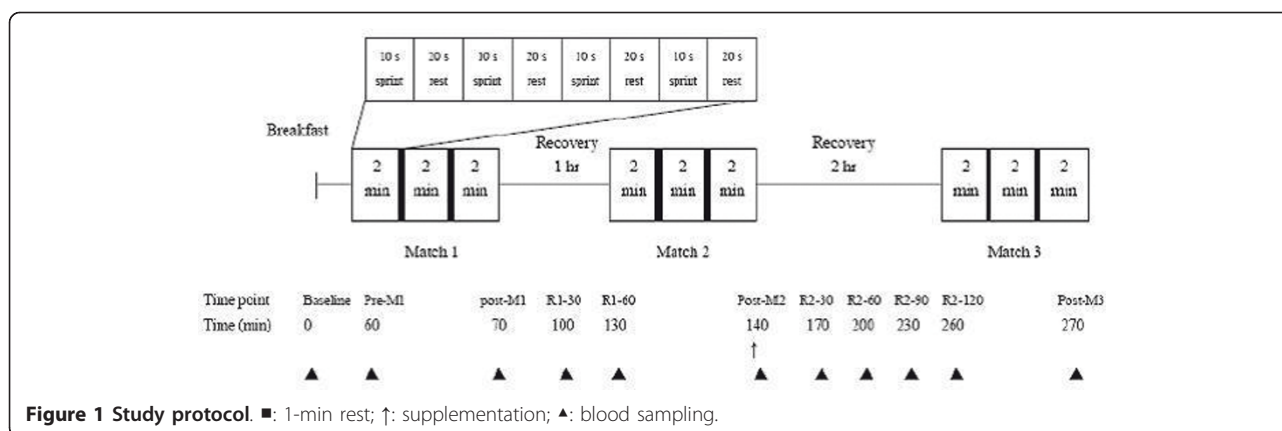 10 s 20 s 10 s 20 s 10 s 20 s 10 s 20 s
sprint rest sprint rest sprint rest sprint rest
Breakfast
Recovery
1 hr
Recovery
2 hr
2 2 2
min min min
2 2 2
min min min
2 2 2
min min min
Match 1
Match 2
Match 3
Time point Baseline Pre-M1 post-M1 R1-30 R1-60 Post-M2 R2-30 R2-60 R2-90 R2-120 Post-M3
Time (min) 0 60 70 100 130 140 170 200 230 260 270
↑
Figure 1 Study protocol. ■: 1-min rest; ↑: supplementation; ▲: blood sampling.